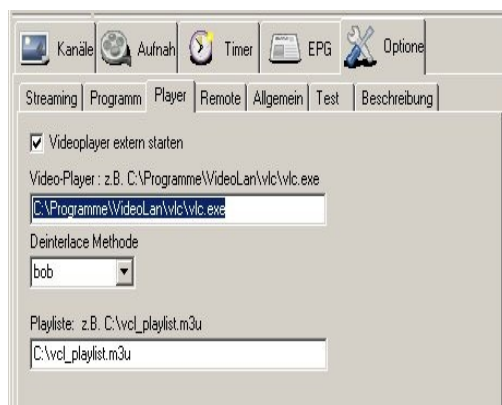 Kanäle Aufnah Timer EPG Optione
Streaming Programm Player Remote Allgemein Test Beschreibung
Videoplayer extern starten
Video-Player : z.B. C:\Programme\VideoLan\vlc\vlc.exe
C:\Programme\VideoLan\vlc\vlc.exe
Deinterlace Methode
bob
Playliste: z.B. C:\vcl_playlist.m3u
C:\vcl_playlist.m3u